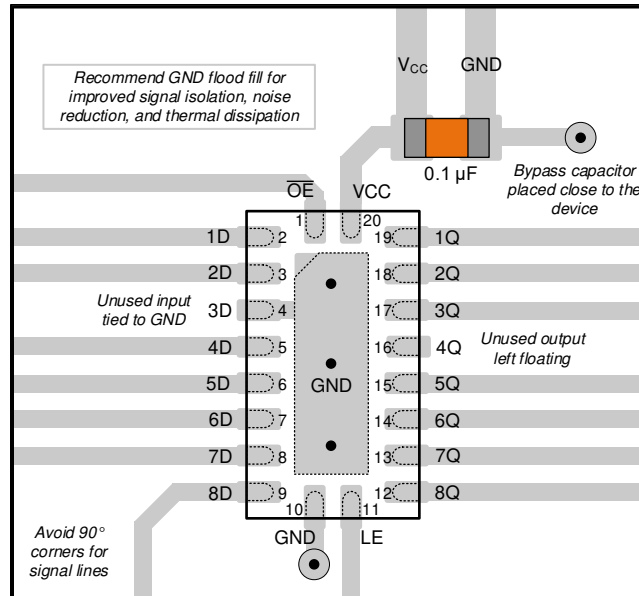 Recommend GND flood fill for
improved signal isolation, noise
reduction, and thermal dissipation
VCC GND
0.1 µF
Bypass capacitor
placed close to the
device
OE VCC
1 20
1D 2 19 1Q
2D 3 18 2Q
Unused input
tied to GND
3D 4 17 3Q
4D 5 16 4Q
Unused output
left floating
5D 6 GND 15 5Q
6D 7 14 6Q
7D 8 13 7Q
8D 9 12 8Q
10 11
GND LE
Avoid 90°
corners for
signal lines